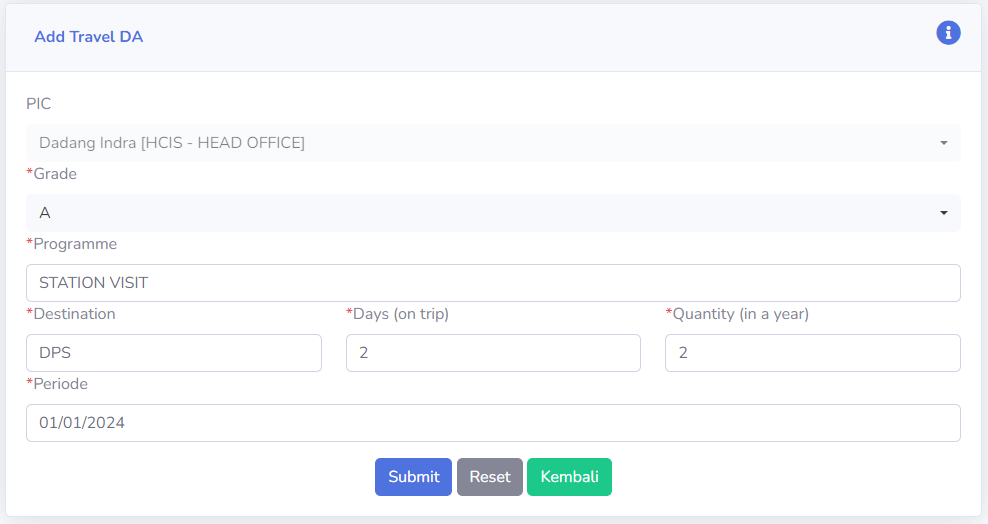 Add Travel DA
PIC
Dadang Indra [HCIS - HEAD OFFICE]
*Grade
A
*Programme
STATION VISIT
*Destination *Days (on trip) *Quantity (in a year)
DPS 2 2
*Periode
01/01/2024
Submit Reset Kembali